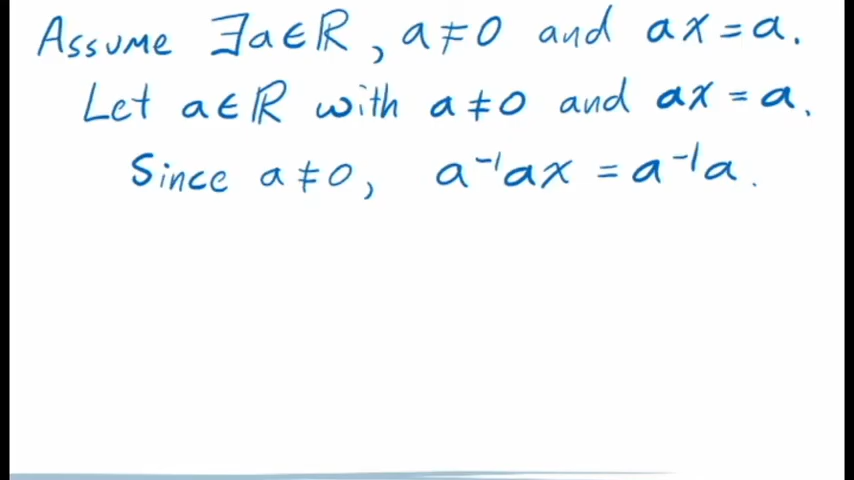 Assume ∃a∈ℝ, a≠0 and ax=a.
Let a∈ℝ with a≠0 and ax=a.
Since a≠0, a⁻¹ax = a⁻¹a.